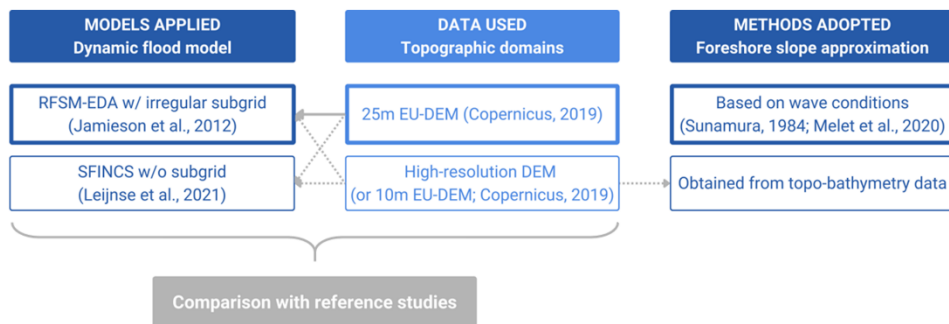 MODELS APPLIED
Dynamic flood model
DATA USED
Topographic domains
METHODS ADOPTED
Foreshore slope approximation
RFSM-EDA w/ irregular subgrid
(Jamieson et al., 2012)
25m EU-DEM (Copernicus, 2019)
Based on wave conditions
(Sunamura, 1984; Melet et al., 2020)
SFINCS w/o subgrid
(Leijnse et al., 2021)
High-resolution DEM
(or 10m EU-DEM; Copernicus, 2019)
Obtained from topo-bathymetry data
Comparison with reference studies